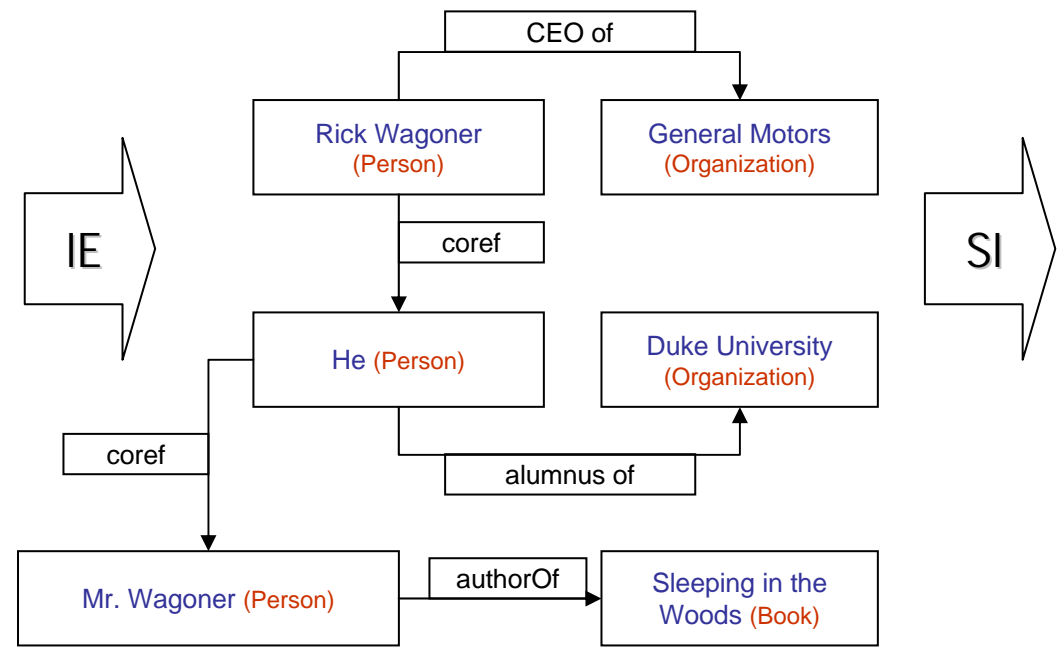 CEO of
Rick Wagoner
(Person)
General Motors
(Organization)
IE
coref
SI
He (Person)
Duke University
(Organization)
coref
alumnus of
Mr. Wagoner (Person)
authorOf
Sleeping in the
Woods (Book)